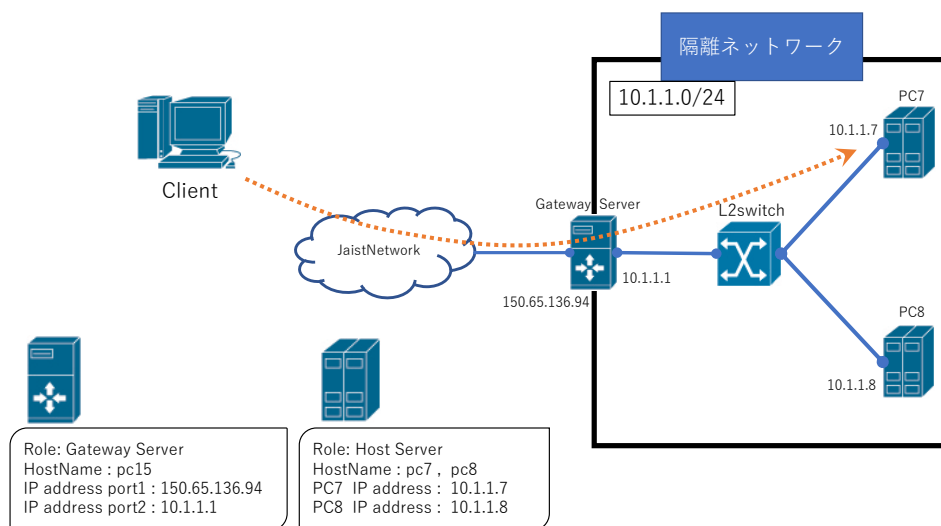 隔離ネットワーク
10.1.1.0/24
PC7
10.1.1.7
Client
Gateway Server
L2switch
JaistNetwork
10.1.1.1
150.65.136.94
PC8
10.1.1.8
Role: Gateway Server
HostName : pc15
IP address port1 : 150.65.136.94
IP address port2 : 10.1.1.1
Role: Host Server
HostName : pc7 , pc8
PC7 IP address : 10.1.1.7
PC8 IP address : 10.1.1.8